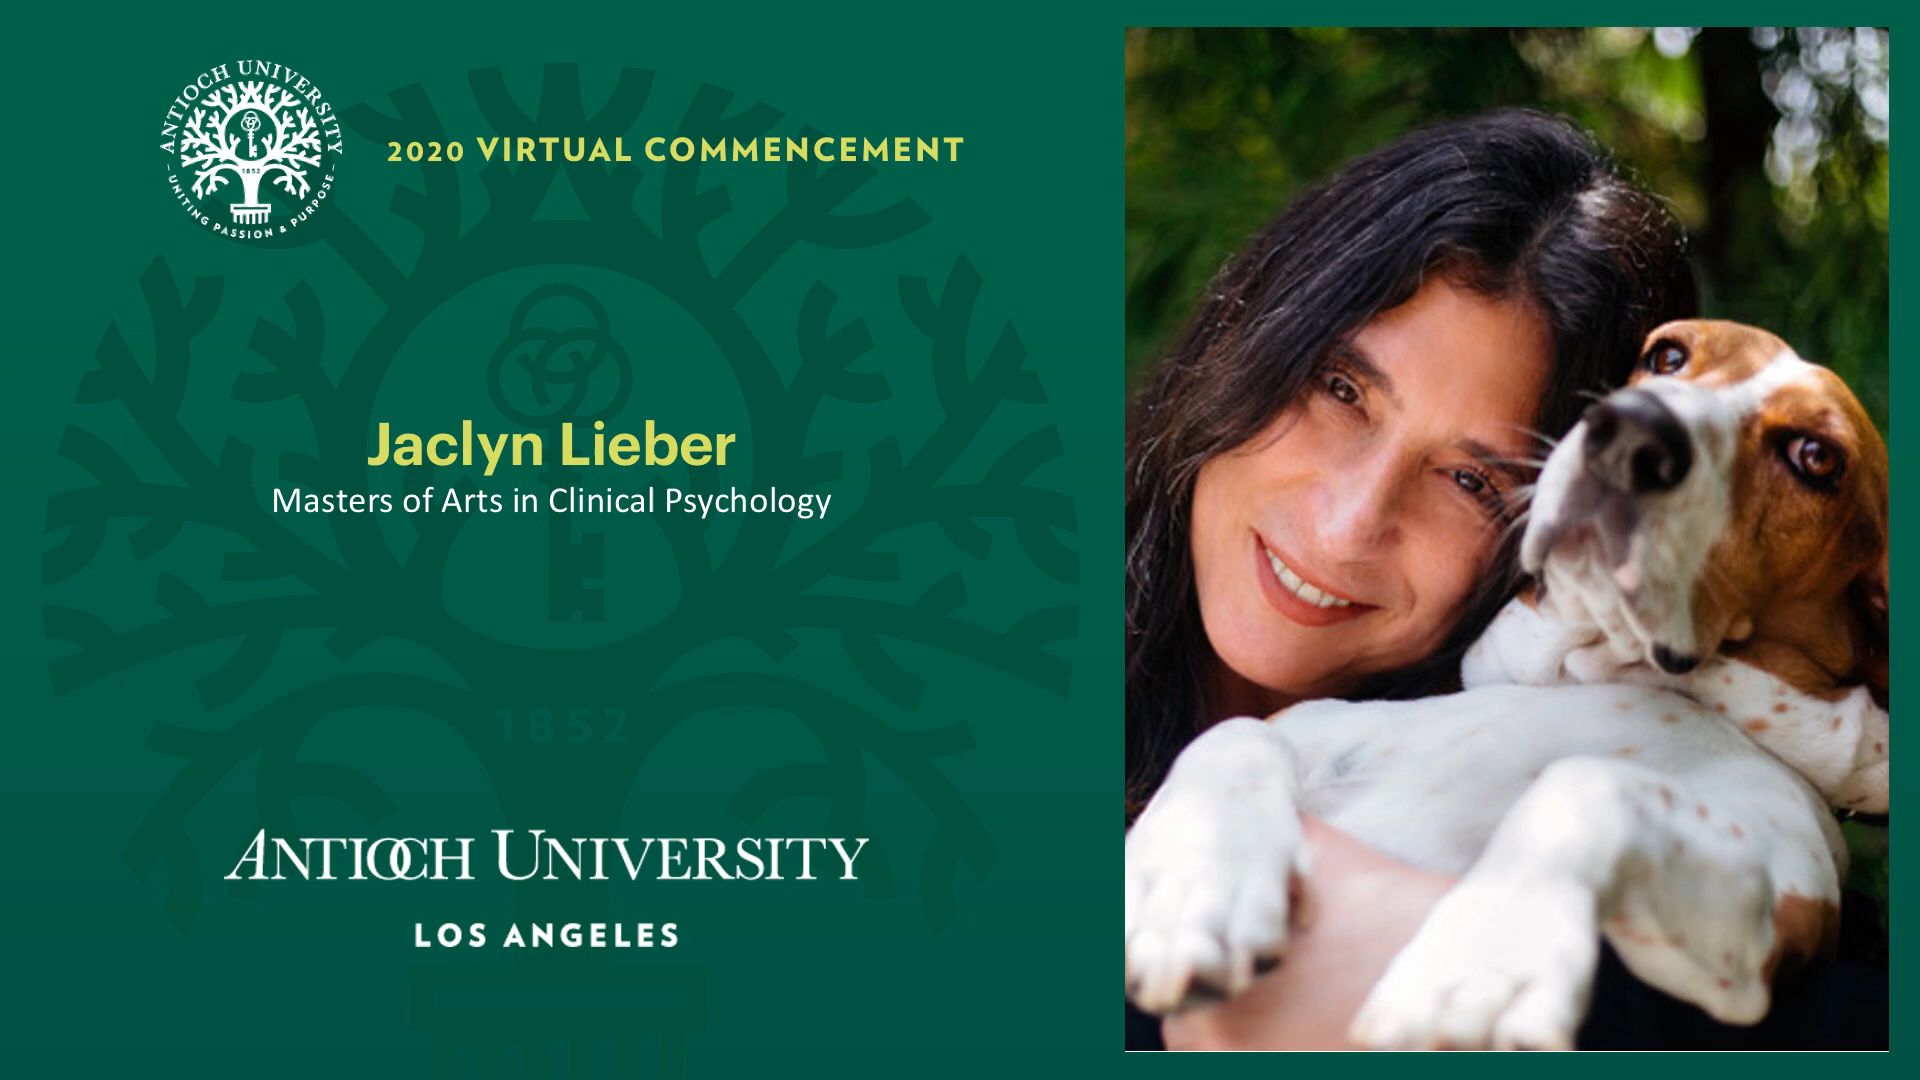 ANTIOCH UNIVERSITY
1852
– UNITING PASSION & PURPOSE –
2020 VIRTUAL COMMENCEMENT
Jaclyn Lieber
Masters of Arts in Clinical Psychology
1852
ANTIOCH UNIVERSITY
LOS ANGELES